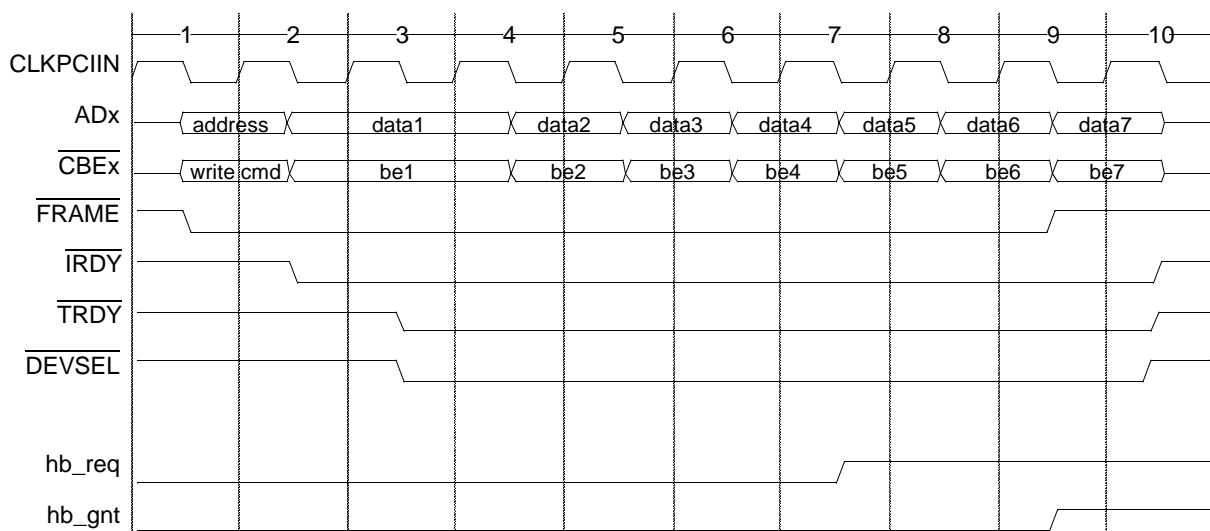 1 2 3 4 5 6 7 8 9 10
CLKPCIIN
ADx address data1 data2 data3 data4 data5 data6 data7
CBEx write cmd be1 be2 be3 be4 be5 be6 be7
FRAME
IRDY
TRDY
DEVSEL
hb_req
hb_gnt